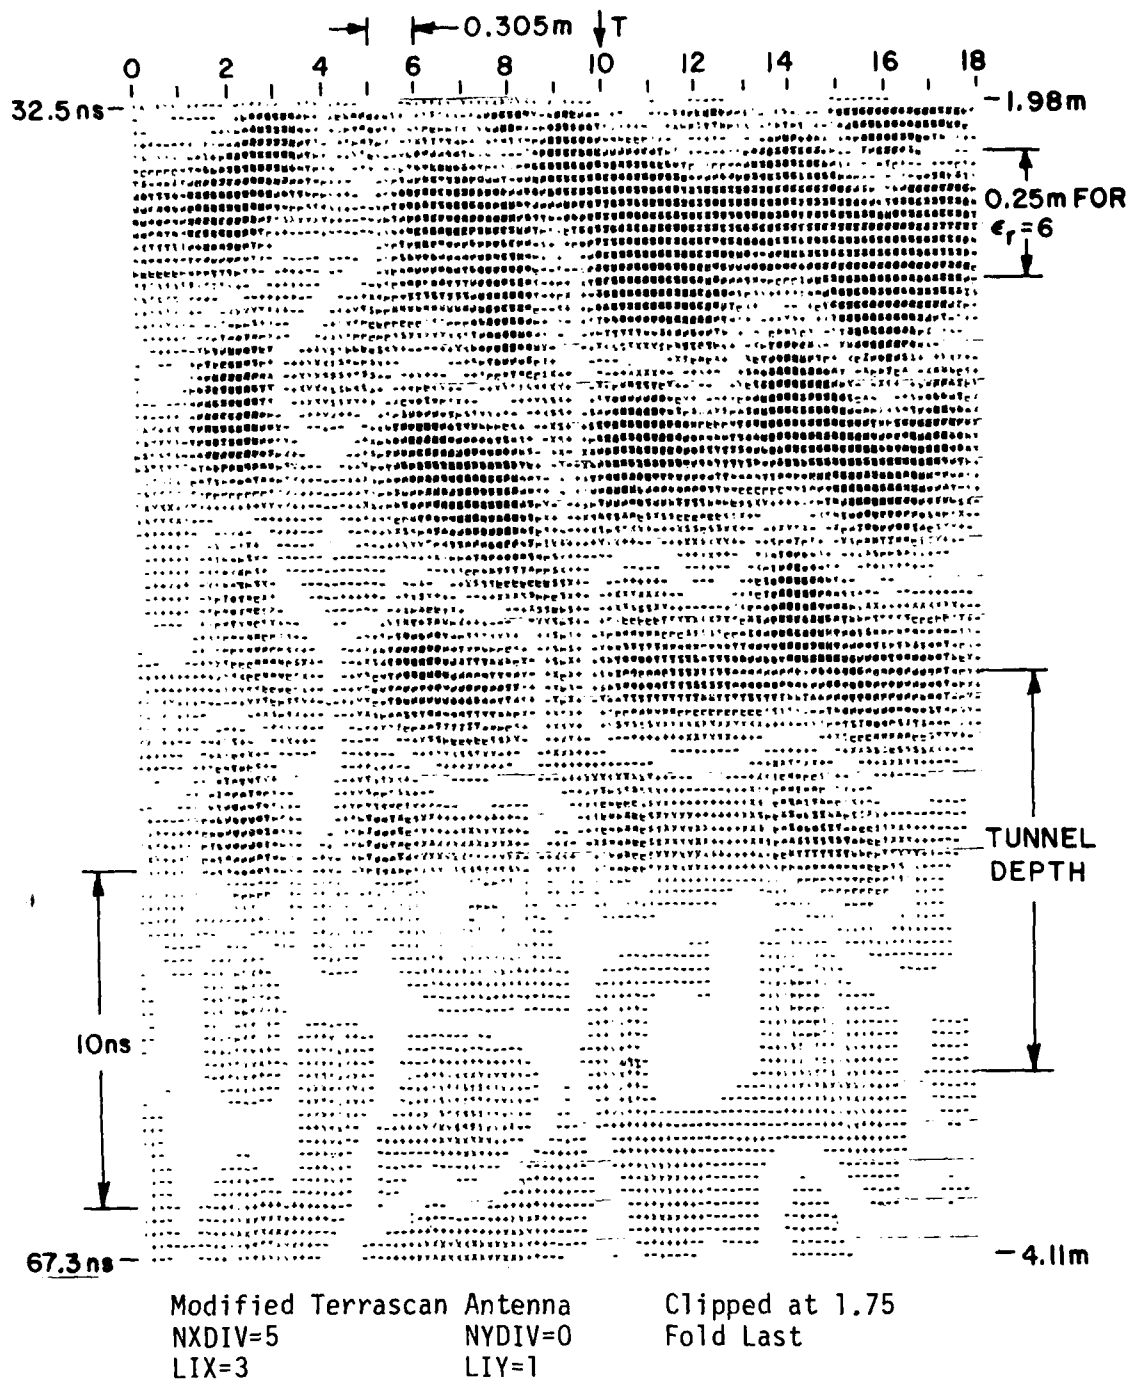 0.305m T
0 2 4 6 8 10 12 14 16 18
32.5ns
1.98m
0.25m FOR
ϵr=6
TUNNEL
DEPTH
10ns
67.3ns
4.11m
Modified Terrascan Antenna Clipped at 1.75
NXDIV=5 NYDIV=0 Fold Last
LIX=3 LIY=1